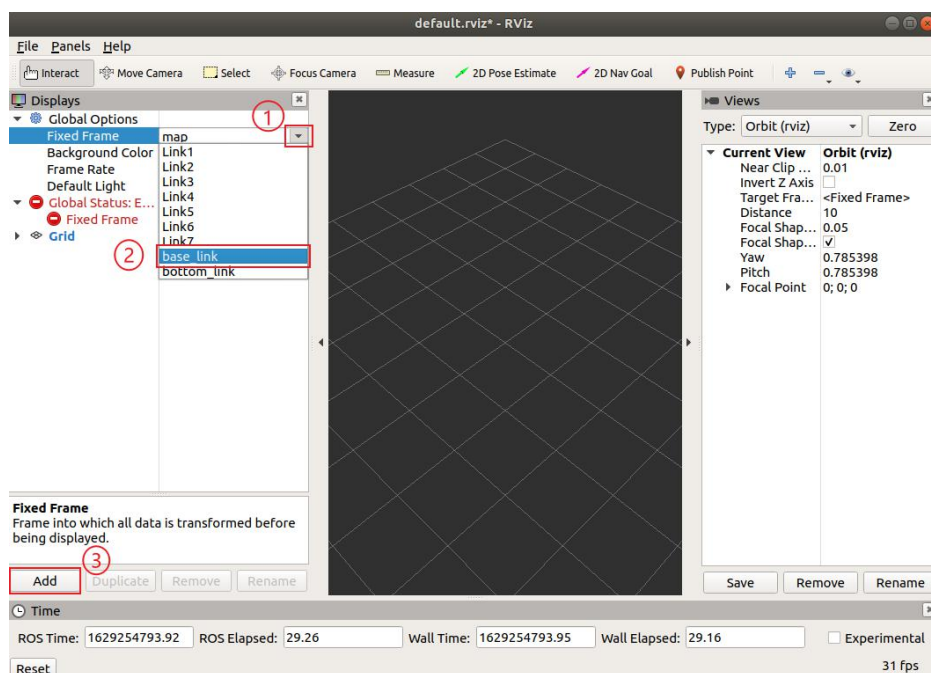 default.rviz* - RViz
File Panels Help
Interact Move Camera Select Focus Camera Measure 2D Pose Estimate 2D Nav Goal Publish Point
Displays
Global Options
Fixed Frame map
Background Color
Frame Rate
Default Light
Global Status: E...
Fixed Frame
Grid
Link1
Link2
Link3
Link4
Link5
Link6
Link7
base_link
bottom_link
1
2
Fixed Frame
Frame into which all data is transformed before
being displayed.
3
Add Duplicate Remove Rename
Views
Type: Orbit (rviz) Zero
Current View Orbit (rviz)
Near Clip ... 0.01
Invert Z Axis
Target Fra... <Fixed Frame>
Distance 10
Focal Shap... 0.05
Focal Shap... ✓
Yaw 0.785398
Pitch 0.785398
Focal Point 0; 0; 0
Save Remove Rename
Time
ROS Time: 1629254793.92 ROS Elapsed: 29.26 Wall Time: 1629254793.95 Wall Elapsed: 29.16 Experimental
Reset 31 fps